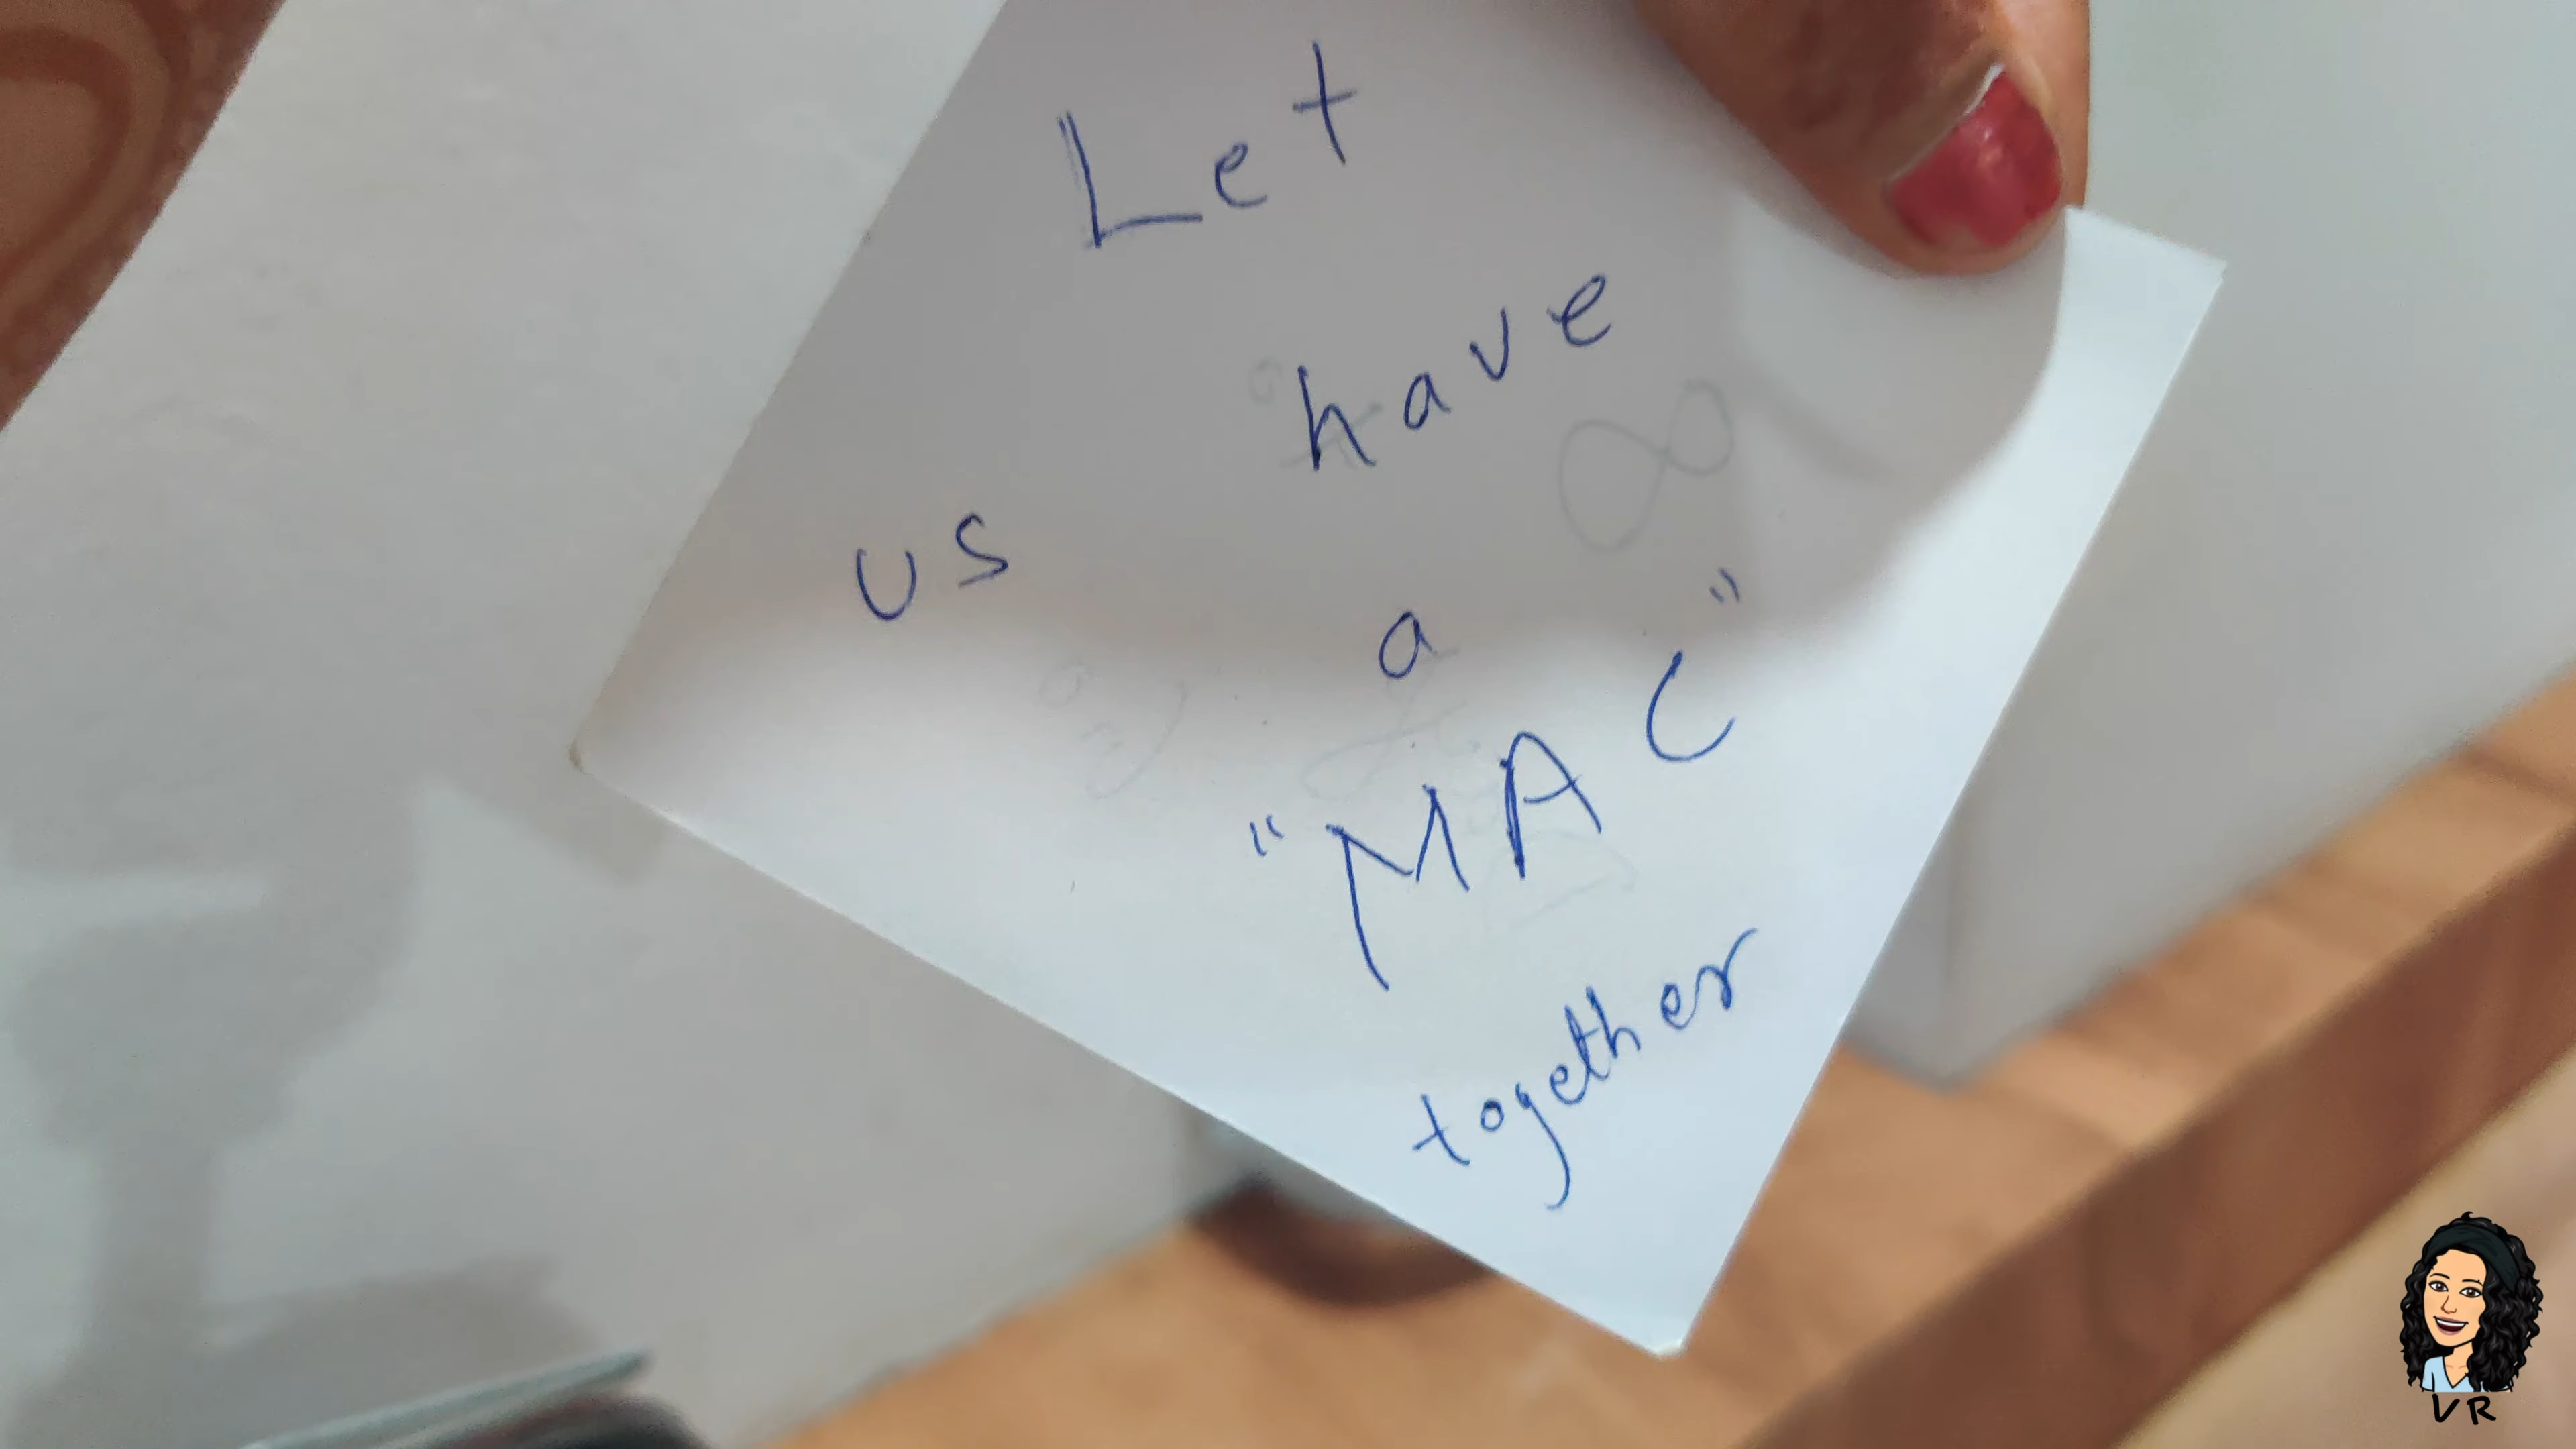 Let
us
have
a
"MAC"
together
VR